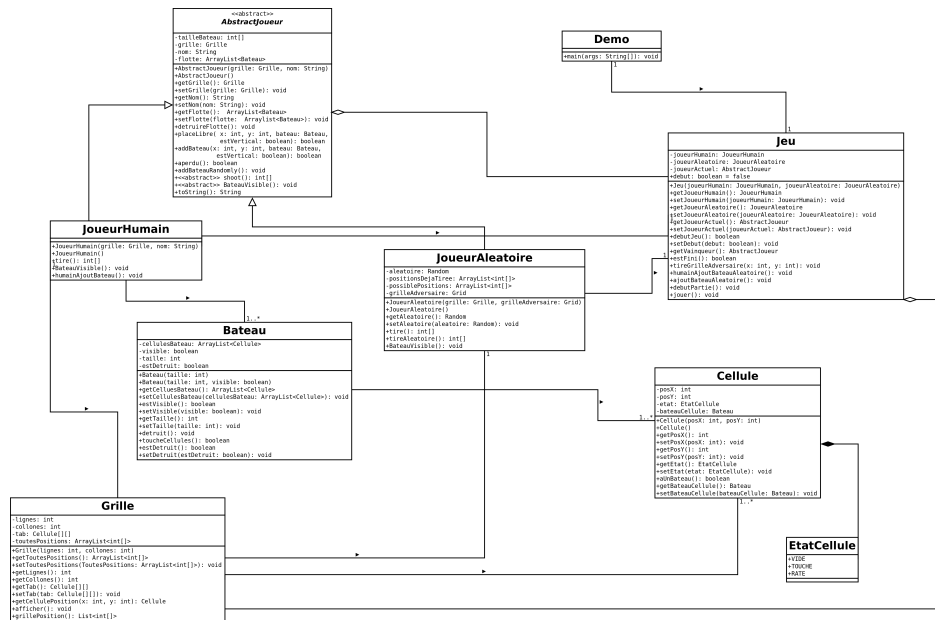 <<abstract>>
AbstractJoueur
-tailleBateau: int[]
-grille: Grille
-nom: String
-flotte: ArrayList<Bateau>
+AbstractJoueur(grille: Grille, nom: String)
+AbstractJoueur()
+getGrille(): Grille
+setGrille(grille: Grille): void
+getNom(): String
+setNom(nom: String): void
+getFlotte():  ArrayList<Bateau>
+setFlotte(flotte:  Arraylist<Bateau>): void
+detruireFlotte(): void
+placeLibre( x: int, y: int, bateau: Bateau,
estVertical: boolean): boolean
+addBateau(x: int, y: int, bateau: Bateau,
estVertical: boolean): boolean
+aperdu(): boolean
+addBateauRandomly(): void
+<<abstract>> shoot(): int[]
+<<abstract>> BateauVisible(): void
+toString(): String
Demo
+main(args: String[]): void
1
1
Jeu
-joueurHumain: JoueurHumain
-joueurAleatoire: JoueurAleatoire
-joueurActuel: AbstractJoueur
+debut: boolean = false
+Jeu(joueurHumain: JoueurHumain, joueurAleatoire: JoueurAleatoire)
+getJoueurHumain(): JoueurHumain
+setJoueurHumain(joueurHumain: JoueurHumain): void
+getJoueurAleatoire(): JoueurAleatoire
+setJoueurAleatoire(joueurAleatoire: JoueurAleatoire): void
+getJoueurActuel(): AbstractJoueur
+setJoueurActuel(joueurActuel: AbstractJoueur): void
+debutJeu(): boolean
+setDebut(debut: boolean): void
+getVainqueur(): AbstractJoueur
+estFini(): boolean
+tireGrilleAdversaire(x: int, y: int): void
+humainAjoutBateauAleatoire(): void
+ajoutBateauAleatoire(): void
+debutPartie(): void
+jouer(): void
1
JoueurHumain
+JoueurHumain(grille: Grille, nom: String)
+JoueurHumain()
+tire(): int[]
+BateauVisible(): void
+humainAjoutBateau(): void
JoueurAleatoire
-aleatoire: Random
-positionsDejaTiree: ArrayList<int[]>
-possiblePositions: ArrayList<int[]>
-grilleAdversaire: Grid
+JoueurAleatoire(grille: Grille, grilleAdversaire: Grid)
+JoueurAleatoire()
+getAleatoire(): Random
+setAleatoire(aleatoire: Random): void
+tire(): int[]
+tireAleatoire(): int[]
+BateauVisible(): void
1
1..*
Bateau
-cellulesBateau: ArrayList<Cellule>
-visible: boolean
-taille: int
-estDetruit: boolean
+Bateau(taille: int)
+Bateau(taille: int, visible: boolean)
+getCelluesBateau(): ArrayList<Cellule>
+setCellulesBateau(cellulesBateau: ArrayList<Cellule>): void
+estVisible(): boolean
+setVisible(visible: boolean): void
+getTaille(): int
+setTaille(taille: int): void
+detruit(): void
+toucheCellules(): boolean
+estDetruit(): boolean
+setDetruit(estDetruit: boolean): void
1..*
Cellule
-posX: int
-posY: int
-etat: EtatCellule
-bateauCellule: Bateau
+Cellule(posX: int, posY: int)
+Cellule()
+getPosX(): int
+setPosX(posX: int): void
+getPosY(): int
+setPosY(posY: int): void
+getEtat(): EtatCellule
+setEtat(etat: EtatCellule): void
+aUnBateau(): boolean
+getBateauCellule(): Bateau
+setBateauCellule(bateauCellule: Bateau): void
1..*
EtatCellule
+VIDE
+TOUCHE
+RATE
Grille
-lignes: int
-collones: int
-tab: Cellule[][]
-toutesPositions: ArrayList<int[]>
+Grille(lignes: int, collones: int)
+getToutesPositions(): ArrayList<int[]>
+setToutesPositions(ToutesPositions: ArrayList<int[]>): void
+getLignes(): int
+getCollones(): int
+getTab(): Cellule[][]
+setTab(tab: Cellule[][]): void
+getCellulePosition(x: int, y: int): Cellule
+afficher(): void
+grillePosition(): List<int[]>